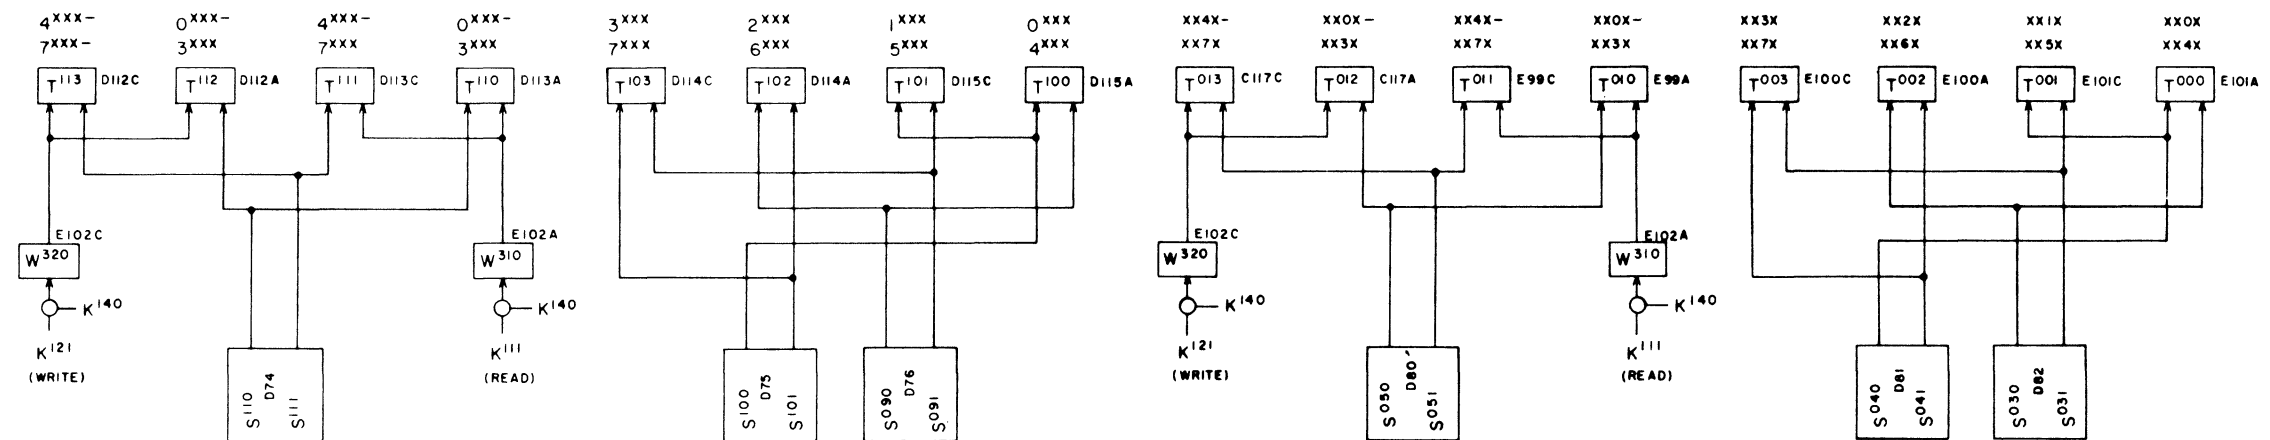 4XXX- 0XXX- 4XXX- 0XXX- 3XXX 2XXX 1XXX 0XXX XX4X- XX0X- XX4X- XX0X- XX3X XX2X XX1X XX0X
7XXX- 3XXX 7XXX- 3XXX 7XXX 6XXX 5XXX 4XXX XX7X XX3X XX7X XX3X XX7X XX6X XX5X XX4X
T113 D112C T112 D112A T111 D113C T110 D113A T103 D114C T102 D114A T101 D115C T100 D115A T013 C117C T012 C117A T011 E99C T010 E99A T003 E100C T002 E100A T001 E101C T000 E101A
E102C E102A E102C E102A
W320 W310 W320 W310
K140 K140 K140 K140
K121 K111 K121 K111
(WRITE) (READ) (WRITE) (READ)
S110 D74 S111 S100 D75 S101 S090 D76 S091 S050 D80' S051 S040 D81 S041 S030 D82 S031